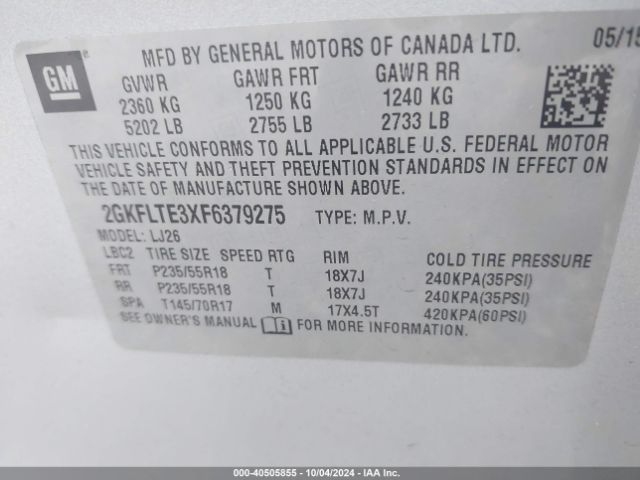 GM
MFD BY GENERAL MOTORS OF CANADA LTD. 05/15
GVWR GAWR FRT GAWR RR
2360 KG 1250 KG 1240 KG
5202 LB 2755 LB 2733 LB
THIS VEHICLE CONFORMS TO ALL APPLICABLE U.S. FEDERAL MOTOR
VEHICLE SAFETY AND THEFT PREVENTION STANDARDS IN EFFECT ON
THE DATE OF MANUFACTURE SHOWN ABOVE.
2GKFLTE3XF6379275 TYPE: M.P.V.
MODEL: LJ26
LBC2 TIRE SIZE SPEED RTG RIM COLD TIRE PRESSURE
FRT P235/55R18 T 18X7J 240KPA(35PSI)
RR P235/55R18 T 18X7J 240KPA(35PSI)
SPA T145/70R17 M 17X4.5T 420KPA(60PSI)
SEE OWNER'S MANUAL FOR MORE INFORMATION.
000-40505855 - 10/04/2024 - IAAI.com